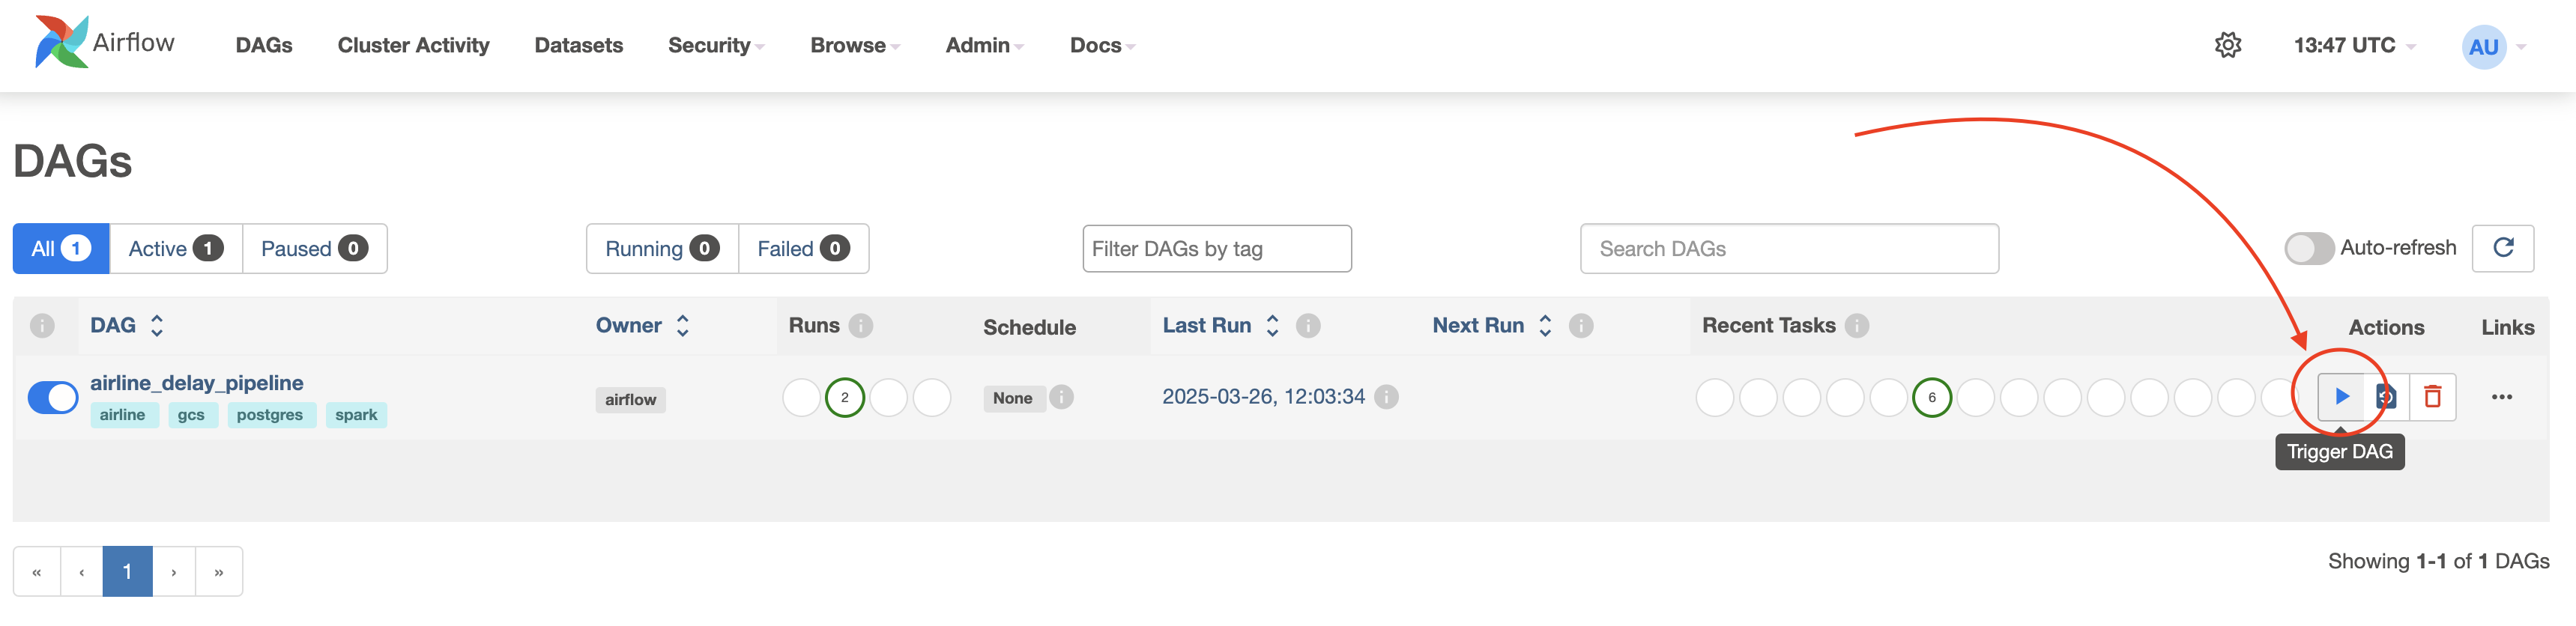 Airflow DAGs Cluster Activity Datasets Security Browse Admin Docs 13:47 UTC AU
DAGs
All 1 Active 1 Paused 0 Running 0 Failed 0 Filter DAGs by tag Search DAGs Auto-refresh
DAG Owner Runs Schedule Last Run Next Run Recent Tasks Actions Links
airline_delay_pipeline
airflow 2 None 2025-03-26, 12:03:34 6
airline gcs postgres spark
Trigger DAG
« ‹ 1 › »
Showing 1-1 of 1 DAGs